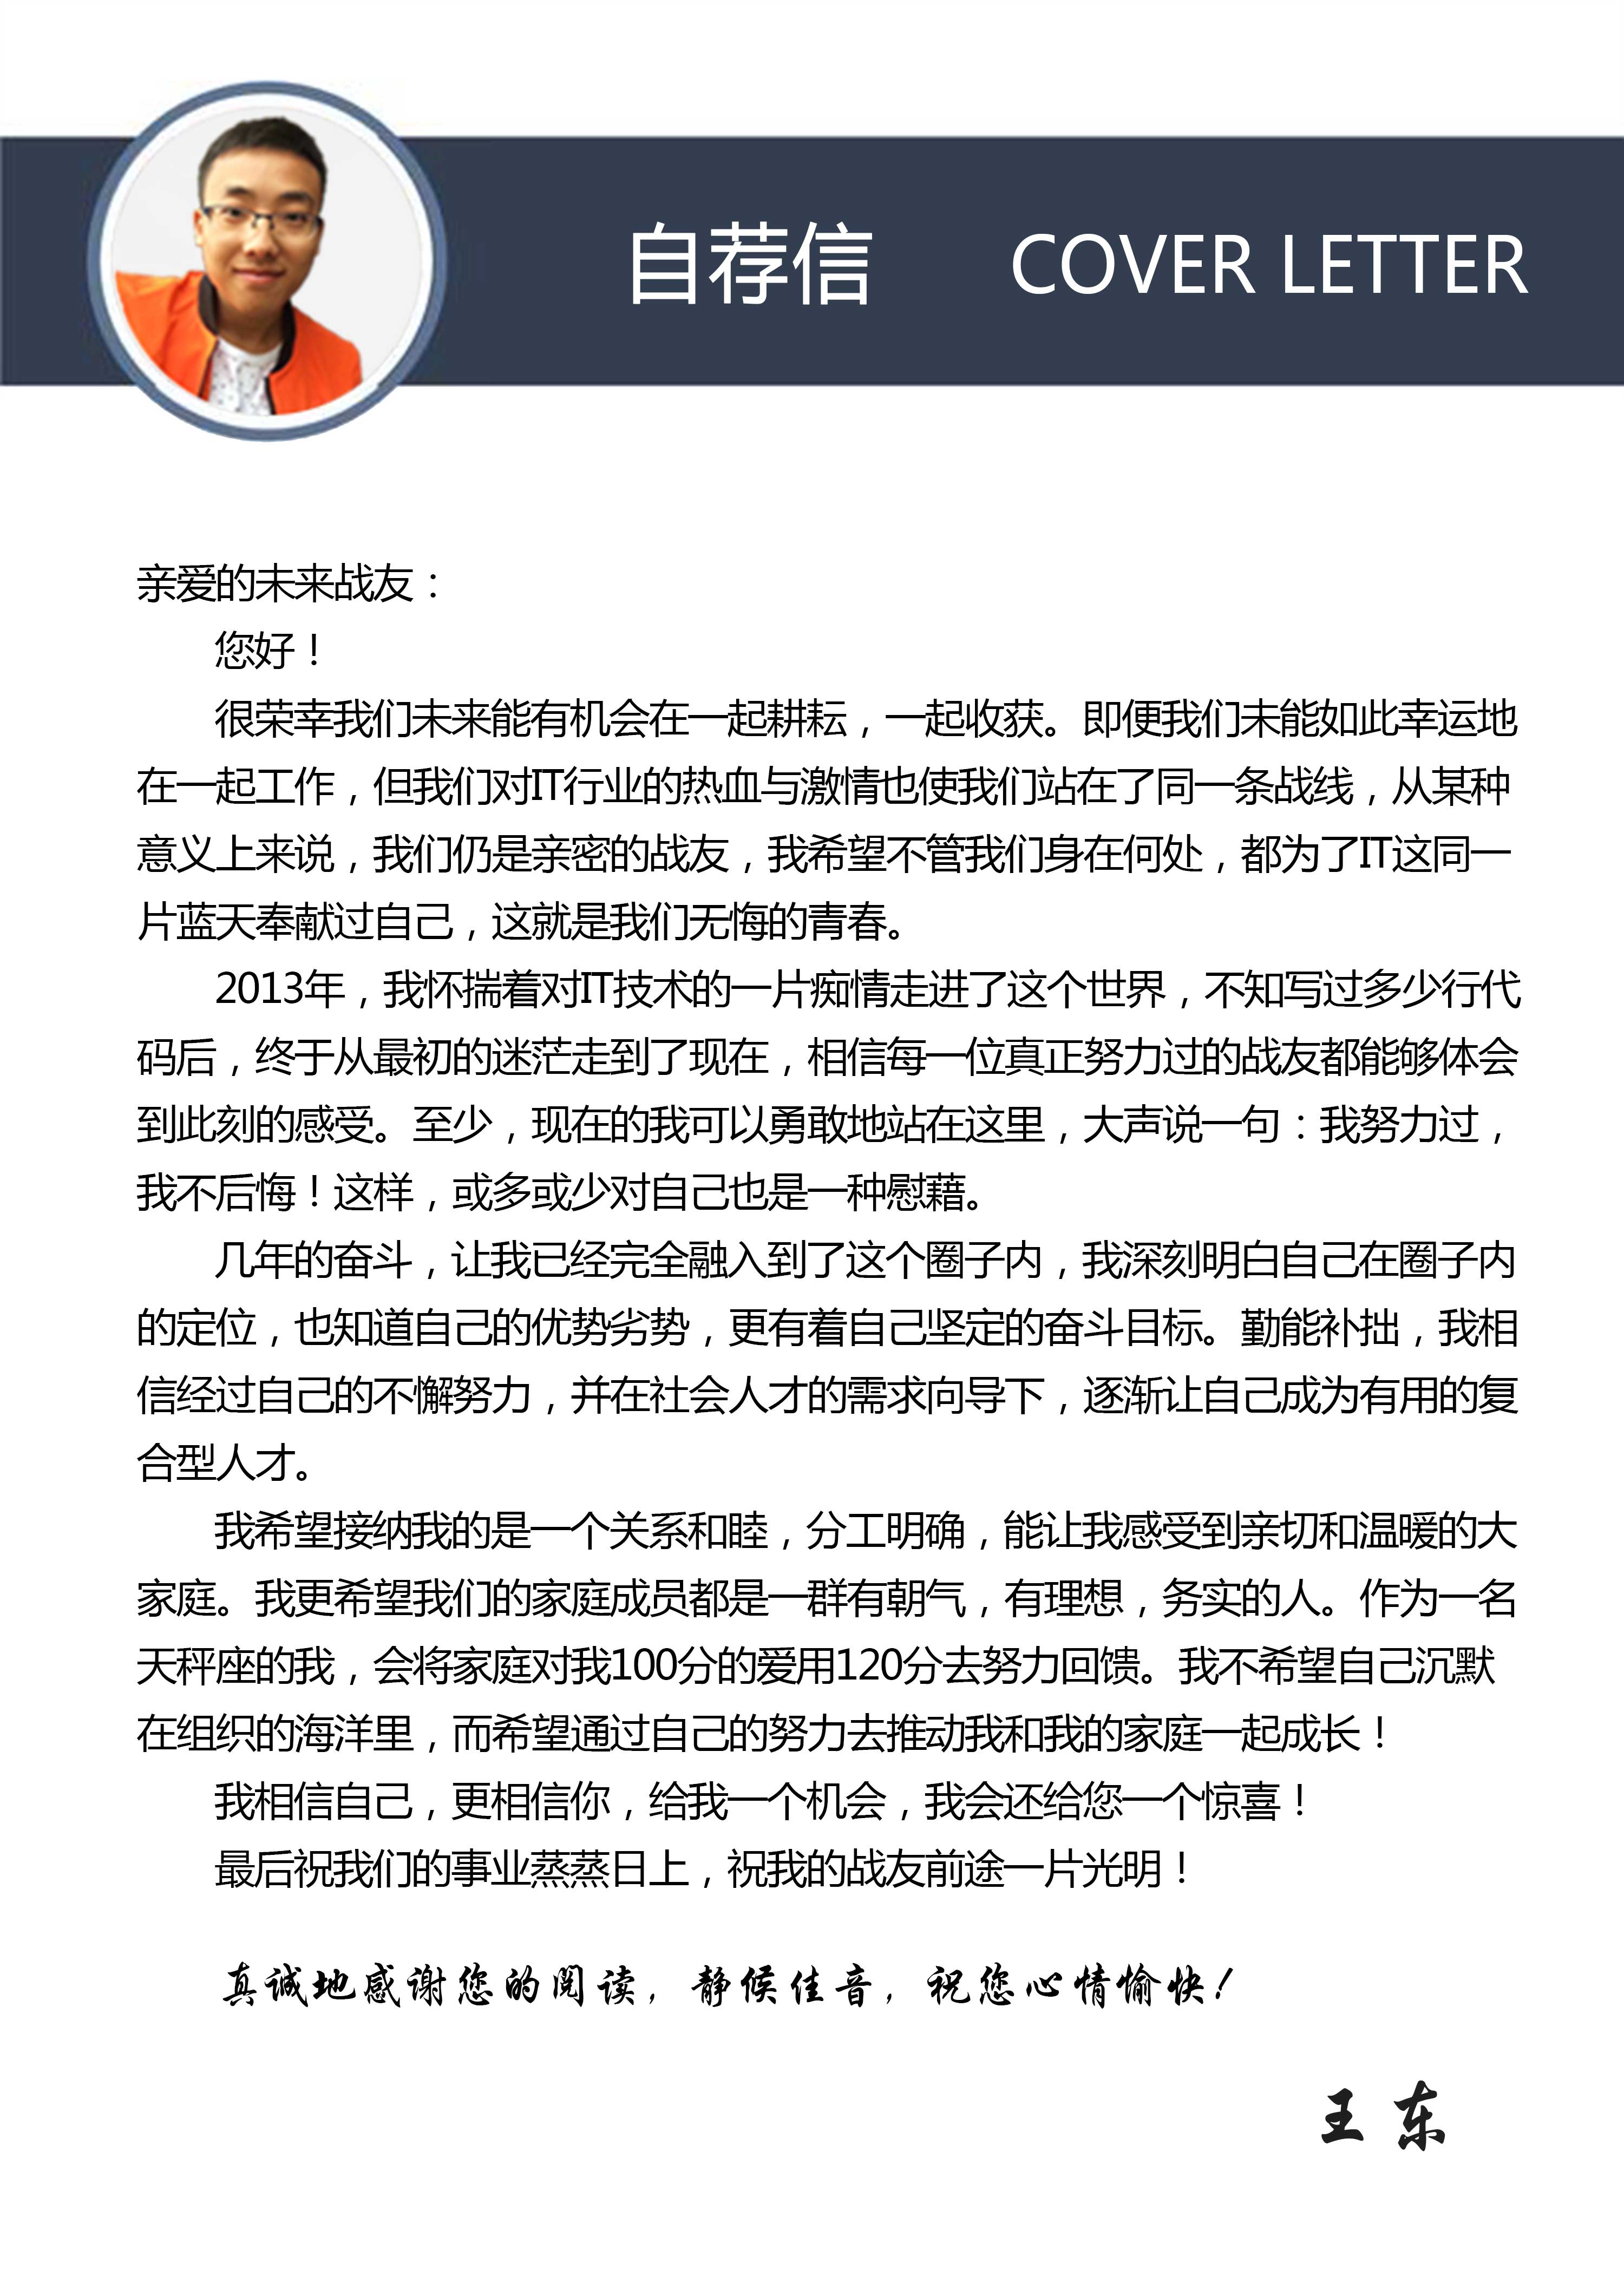 自荐信 COVER LETTER
亲爱的未来战友：
您好！
很荣幸我们未来能有机会在一起耕耘，一起收获。即便我们未能如此幸运地
在一起工作，但我们对IT行业的热血与激情也使我们站在了同一条战线，从某种
意义上来说，我们仍是亲密的战友，我希望不管我们身在何处，都为了IT这同一
片蓝天奉献过自己，这就是我们无悔的青春。
2013年，我怀揣着对IT技术的一片痴情走进了这个世界，不知写过多少行代
码后，终于从最初的迷茫走到了现在，相信每一位真正努力过的战友都能够体会
到此刻的感受。至少，现在的我可以勇敢地站在这里，大声说一句：我努力过，
我不后悔！这样，或多或少对自己也是一种慰藉。
几年的奋斗，让我已经完全融入到了这个圈子内，我深刻明白自己在圈子内
的定位，也知道自己的优势劣势，更有着自己坚定的奋斗目标。勤能补拙，我相
信经过自己的不懈努力，并在社会人才的需求向导下，逐渐让自己成为有用的复
合型人才。
我希望接纳我的是一个关系和睦，分工明确，能让我感受到亲切和温暖的大
家庭。我更希望我们的家庭成员都是一群有朝气，有理想，务实的人。作为一名
天秤座的我，会将家庭对我100分的爱用120分去努力回馈。我不希望自己沉默
在组织的海洋里，而希望通过自己的努力去推动我和我的家庭一起成长！
我相信自己，更相信你，给我一个机会，我会还给您一个惊喜！
最后祝我们的事业蒸蒸日上，祝我的战友前途一片光明！
真诚地感谢您的阅读，静候佳音，祝您心情愉快！
王 东